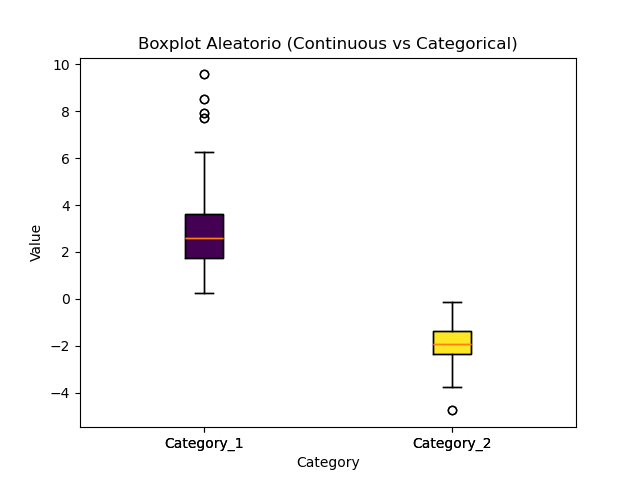 Boxplot Aleatorio (Continuous vs Categorical)
10
8
6
4
2
0
−2
−4
Value
Category_1
Category_2
Category